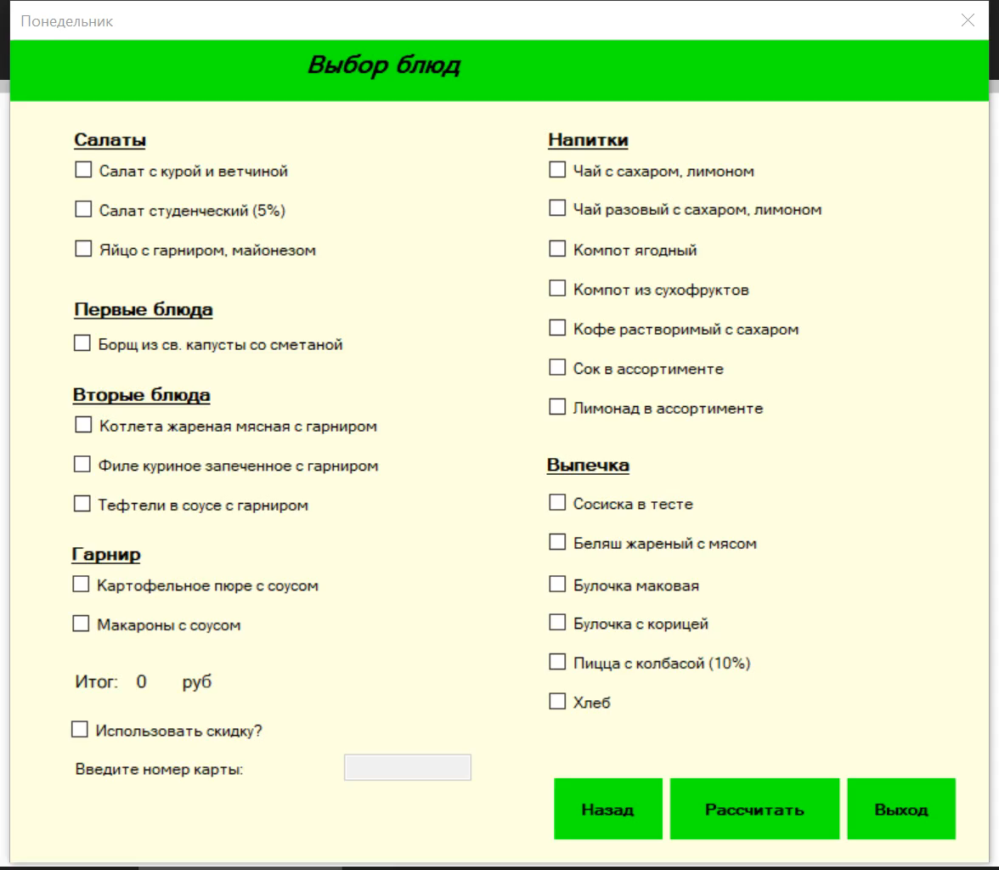 Понедельник
Выбор блюд
Салаты
Салат с курой и ветчиной
Салат студенческий (5%)
Яйцо с гарниром, майонезом
Первые блюда
Борщ из св. капусты со сметаной
Вторые блюда
Котлета жареная мясная с гарниром
Филе куриное запеченное с гарниром
Тефтели в соусе с гарниром
Гарнир
Картофельное пюре с соусом
Макароны с соусом
Итог: 0 руб
Использовать скидку?
Введите номер карты:
Напитки
Чай с сахаром, лимоном
Чай разовый с сахаром, лимоном
Компот ягодный
Компот из сухофруктов
Кофе растворимый с сахаром
Сок в ассортименте
Лимонад в ассортименте
Выпечка
Сосиска в тесте
Беляш жареный с мясом
Булочка маковая
Булочка с корицей
Пицца с колбасой (10%)
Хлеб
Назад Рассчитать Выход